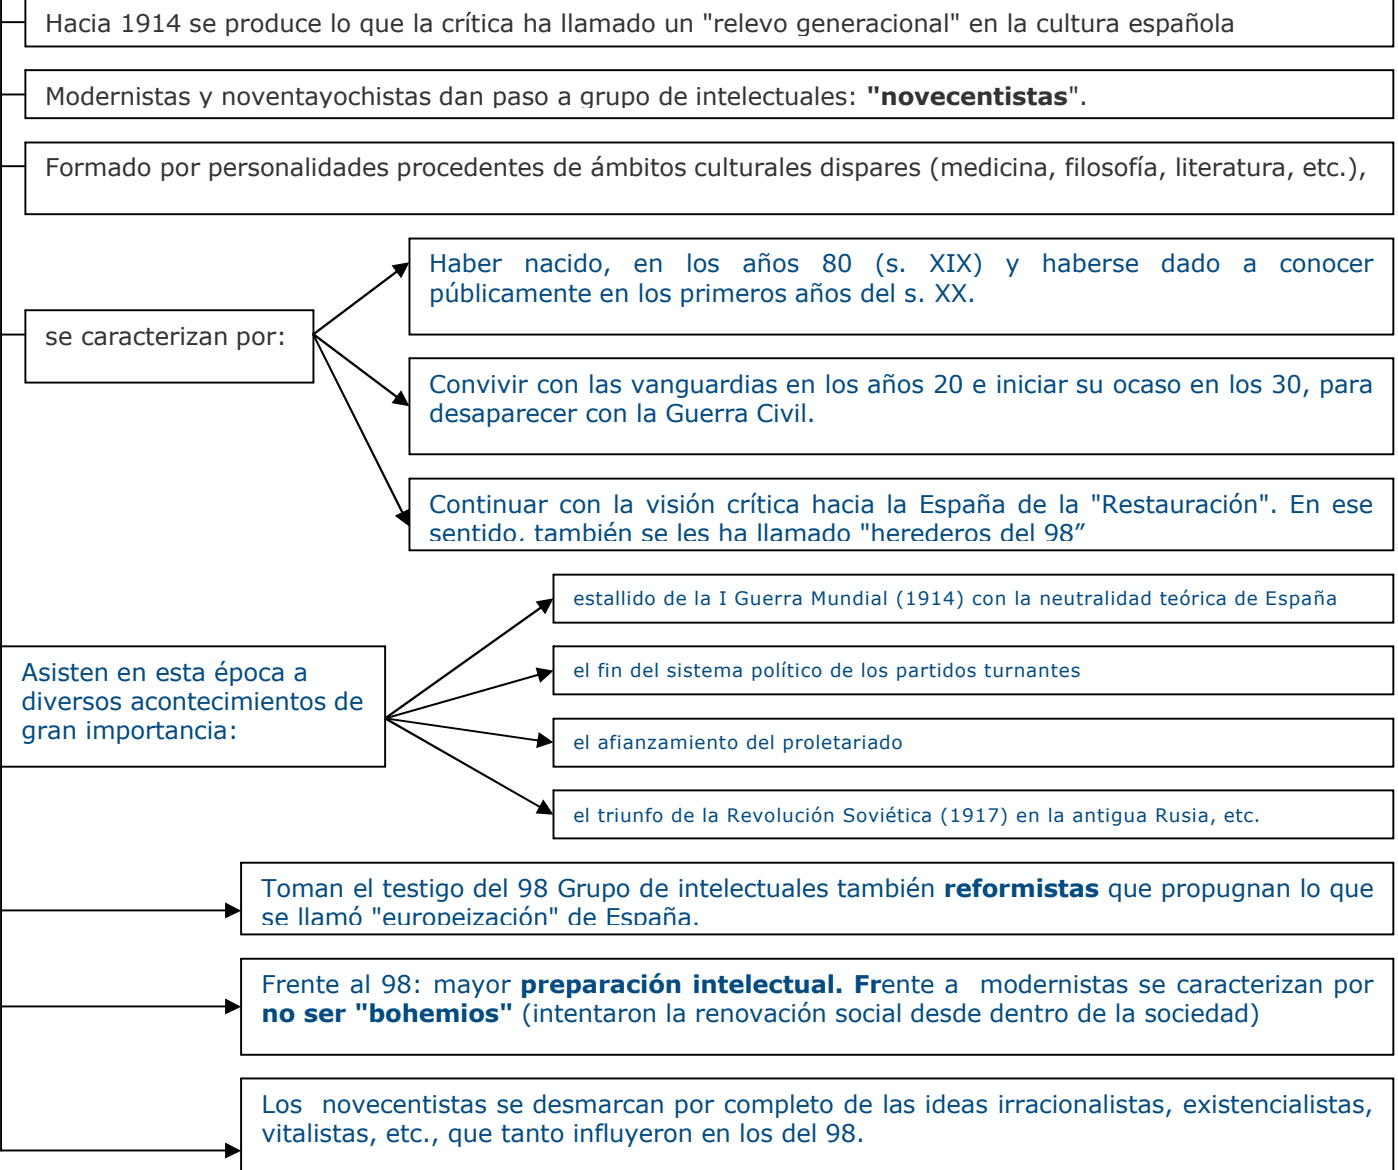 Hacia 1914 se produce lo que la crítica ha llamado un "relevo generacional" en la cultura española
Modernistas y noventayochistas dan paso a grupo de intelectuales: "novecentistas".
Formado por personalidades procedentes de ámbitos culturales dispares (medicina, filosofía, literatura, etc.),
se caracterizan por:
Haber nacido, en los años 80 (s. XIX) y haberse dado a conocer
públicamente en los primeros años del s. XX.
Convivir con las vanguardias en los años 20 e iniciar su ocaso en los 30, para
desaparecer con la Guerra Civil.
Continuar con la visión crítica hacia la España de la "Restauración". En ese
sentido, también se les ha llamado "herederos del 98”
Asisten en esta época a
diversos acontecimientos de
gran importancia:
estallido de la I Guerra Mundial (1914) con la neutralidad teórica de España
el fin del sistema político de los partidos turnantes
el afianzamiento del proletariado
el triunfo de la Revolución Soviética (1917) en la antigua Rusia, etc.
Toman el testigo del 98 Grupo de intelectuales también reformistas que propugnan lo que
se llamó "europeización" de España.
Frente al 98: mayor preparación intelectual. Frente a modernistas se caracterizan por
no ser "bohemios" (intentaron la renovación social desde dentro de la sociedad)
Los novecentistas se desmarcan por completo de las ideas irracionalistas, existencialistas,
vitalistas, etc., que tanto influyeron en los del 98.